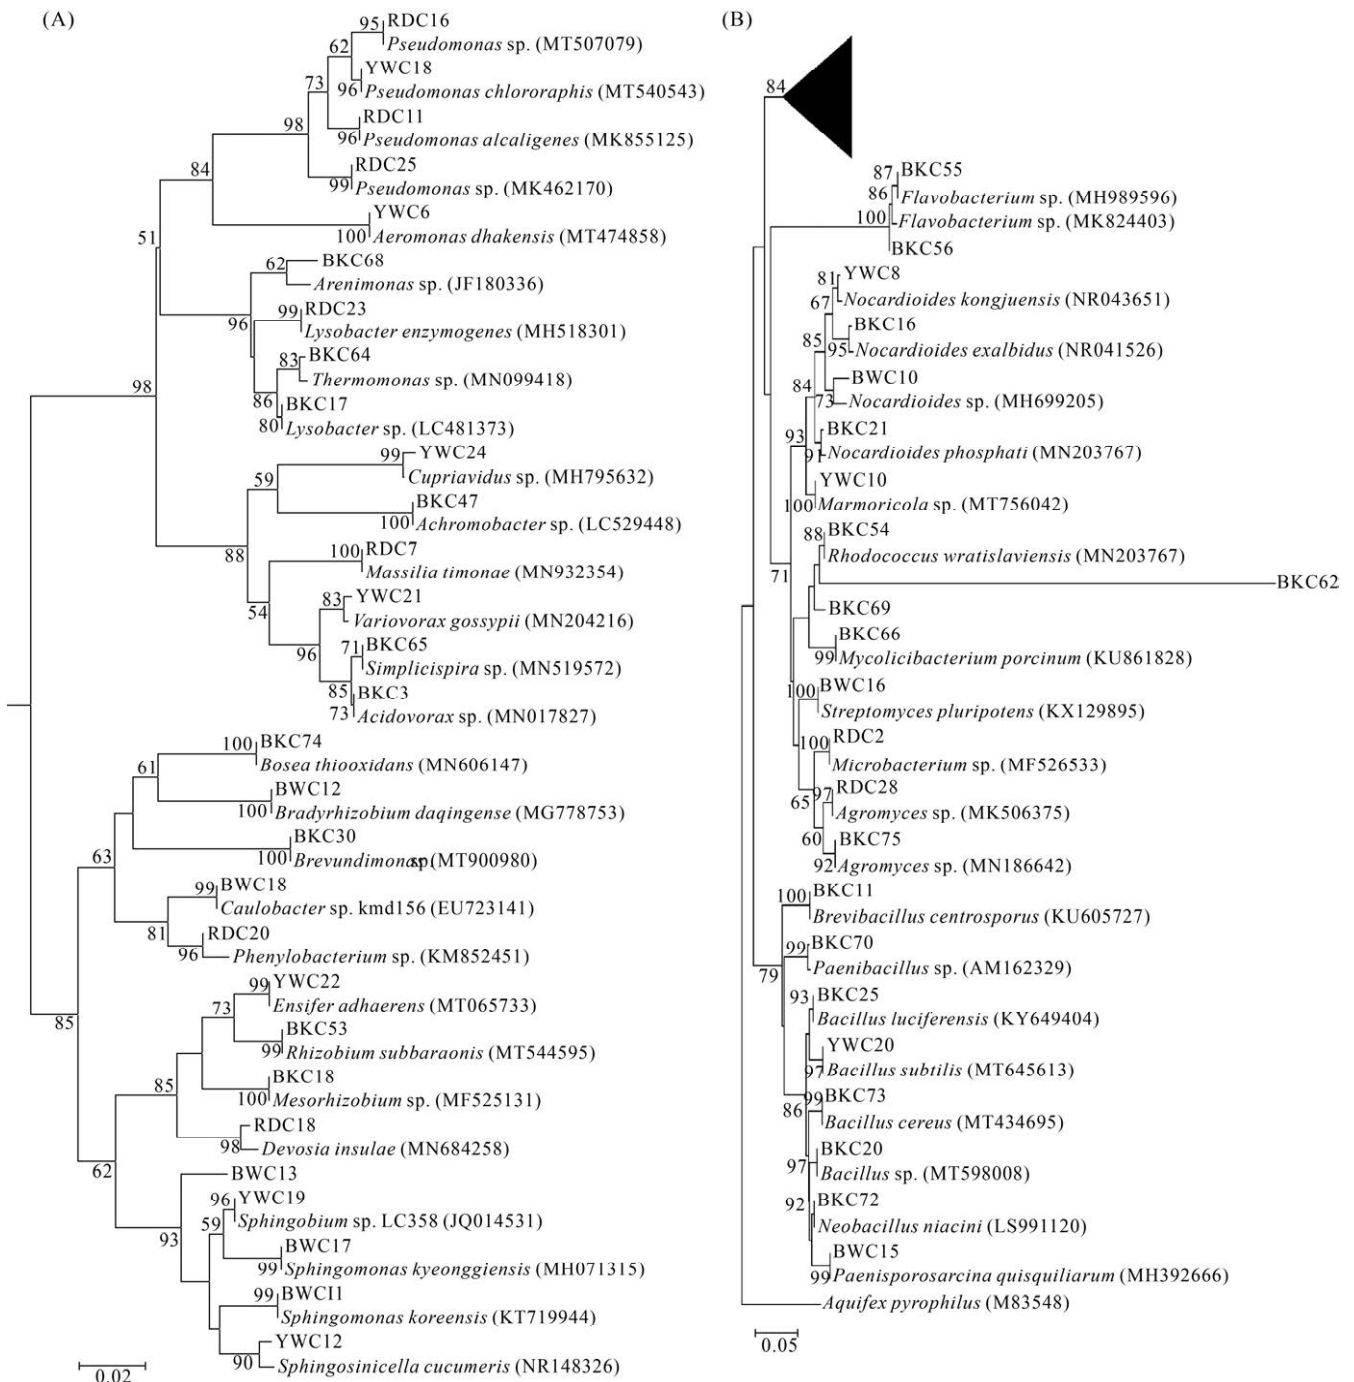 (A)
95 RDC16
62 Pseudomonas sp. (MT507079)
YWC18
73 96 Pseudomonas chlororaphis (MT540543)
RDC11
98 96 Pseudomonas alcaligenes (MK855125)
RDC25
84 99 Pseudomonas sp. (MK462170)
YWC6
51 100 Aeromonas dhakensis (MT474858)
62 BKC68
Arenimonas sp. (JF180336)
99 RDC23
96 Lysobacter enzymogenes (MH518301)
83 BKC64
Thermomonas sp. (MN099418)
98 86 BKC17
80 Lysobacter sp. (LC481373)
99 YWC24
59 Cupriavidus sp. (MH795632)
BKC47
100 Achromobacter sp. (LC529448)
88 100 RDC7
Massilia timonae (MN932354)
83 YWC21
54 Variovorax gossypii (MN204216)
96 71 BKC65
Simplicispira sp. (MN519572)
85 BKC3
73 Acidovorax sp. (MN017827)
100 BKC74
61 Bosea thiooxidans (MN606147)
BWC12
100 Bradyrhizobium daqingense (MG778753)
BKC30
63 100 Brevundimonas sp. (MT900980)
99 BWC18
Caulobacter sp. kmd156 (EU723141)
81 RDC20
96 Phenylobacterium sp. (KM852451)
99 YWC22
73 Ensifer adhaerens (MT065733)
85 BKC53
99 Rhizobium subbaraonis (MT544595)
85 BKC18
100 Mesorhizobium sp. (MF525131)
RDC18
98 Devosia insulae (MN684258)
62 BWC13
96 YWC19
59 Sphingobium sp. LC358 (JQ014531)
93 BWC17
99 Sphingomonas kyeonggiensis (MH071315)
99 BWCI1
Sphingomonas koreensis (KT719944)
YWC12
90 Sphingosinicella cucumeris (NR148326)
0.02
(B)
84
87 BKC55
86 Flavobacterium sp. (MH989596)
100 Flavobacterium sp. (MK824403)
BKC56
81 YWC8
67 Nocardioides kongjuensis (NR043651)
BKC16
85 95 Nocardioides exalbidus (NR041526)
84 BWC10
73 Nocardioides sp. (MH699205)
93 BKC21
91 Nocardioides phosphati (MN203767)
YWC10
100 Marmoricola sp. (MT756042)
88 BKC54
Rhodococcus wratislaviensis (MN203767)
71 BKC62
BKC69
BKC66
99 Mycolicibacterium porcinum (KU861828)
100 BWC16
Streptomyces pluripotens (KX129895)
100 RDC2
Microbacterium sp. (MF526533)
97 RDC28
65 Agromyces sp. (MK506375)
60 BKC75
92 Agromyces sp. (MN186642)
100 BKC11
Brevibacillus centrosporus (KU605727)
99 BKC70
79 Paenibacillus sp. (AM162329)
93 BKC25
Bacillus luciferensis (KY649404)
YWC20
97 Bacillus subtilis (MT645613)
99 BKC73
86 Bacillus cereus (MT434695)
BKC20
97 Bacillus sp. (MT598008)
92 BKC72
Neobacillus niacini (LS991120)
BWC15
99 Paenisporosarcina quisquiliarum (MH392666)
Aquifex pyrophilus (M83548)
0.05